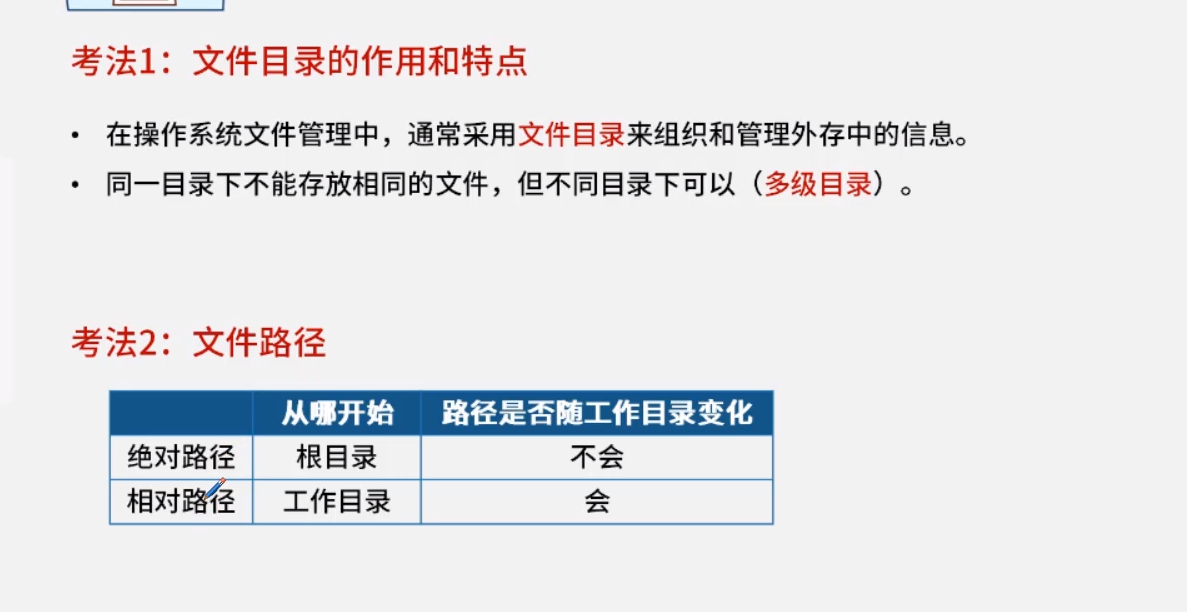 考法1：文件目录的作用和特点
• 在操作系统文件管理中，通常采用文件目录来组织和管理外存中的信息。
• 同一目录下不能存放相同的文件，但不同目录下可以（多级目录）。
考法2：文件路径
从哪开始 路径是否随工作目录变化
绝对路径 根目录 不会
相对路径 工作目录 会